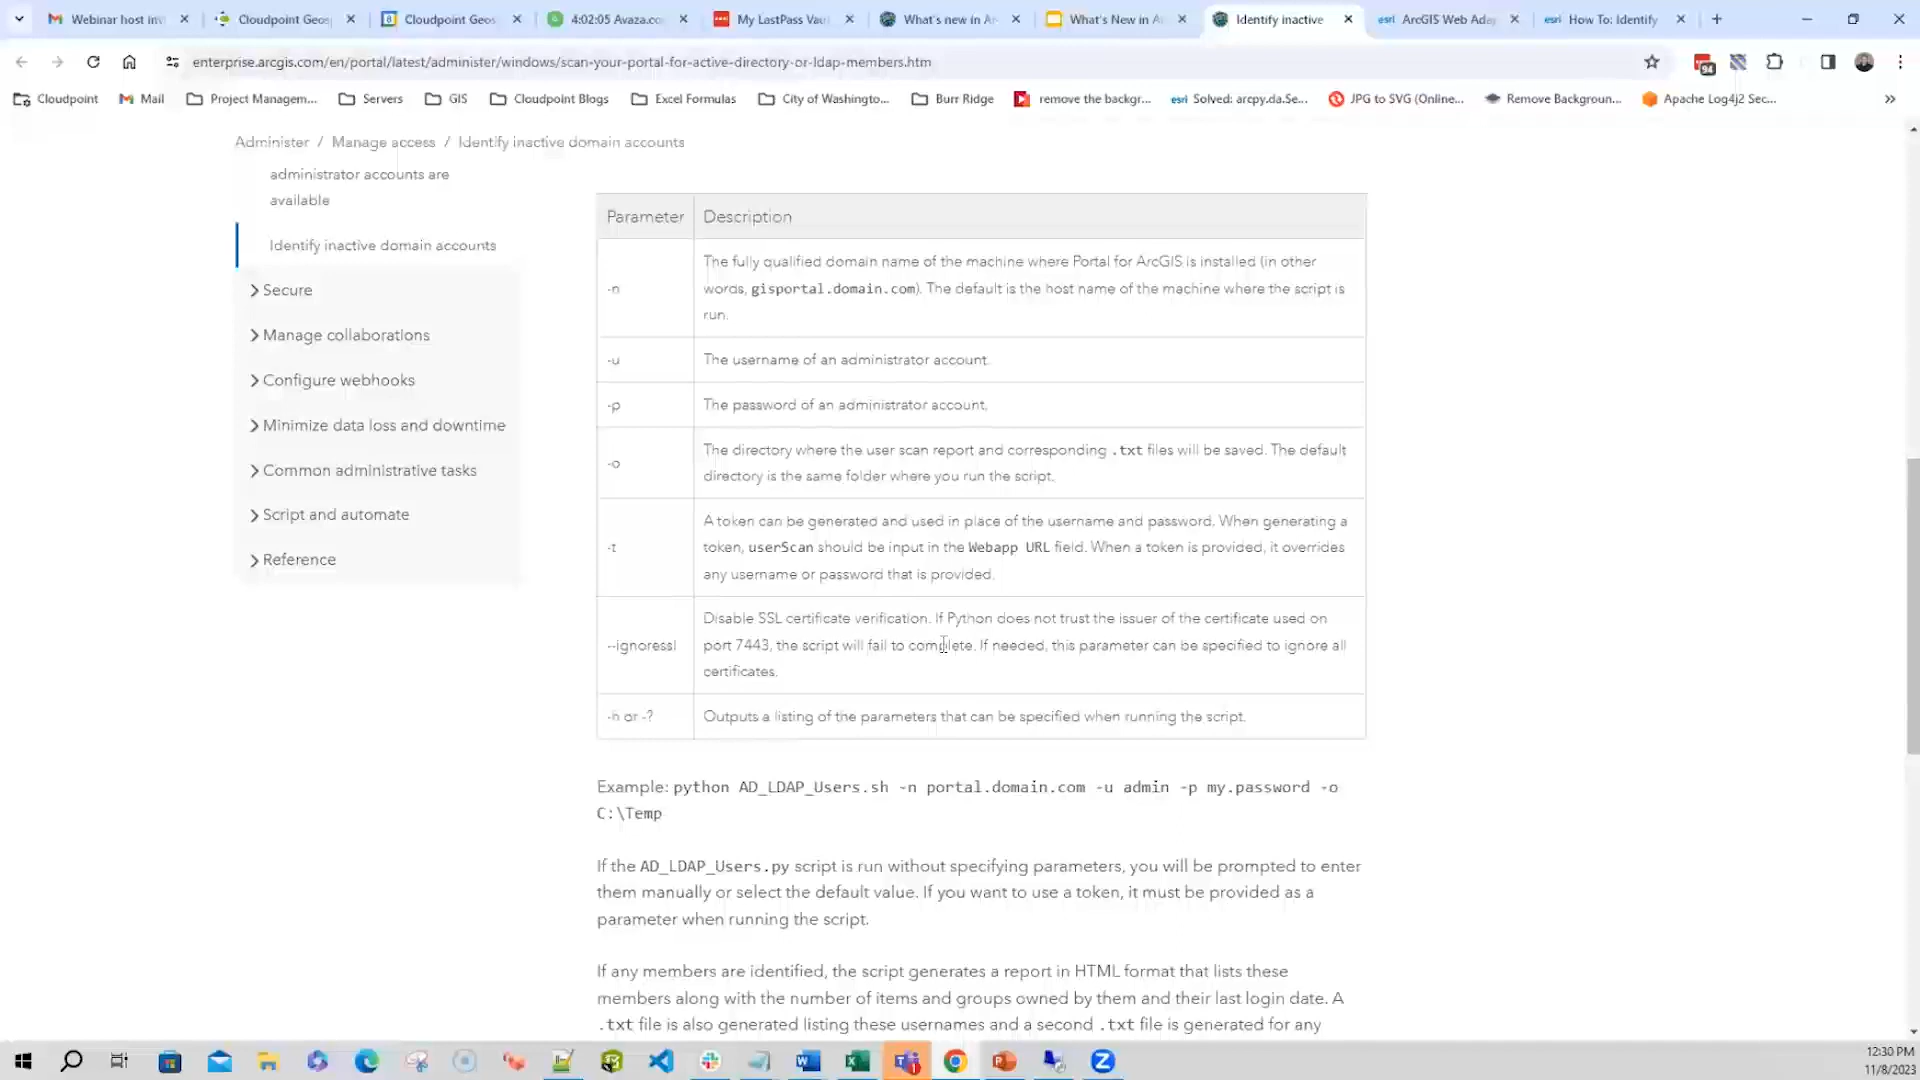 Webinar host inv
Cloudpoint Geos
Cloudpoint Geos
4:02:05 Avaza.co
My LastPass Vau
What's new in Ar
What's New in A
Identify inactive
ArcGIS Web Ada
How To: Identify
enterprise.arcgis.com/en/portal/latest/administer/windows/scan-your-portal-for-active-directory-or-ldap-members.htm
94
Cloudpoint
Mail
Project Managem...
Servers
GIS
Cloudpoint Blogs
Excel Formulas
City of Washingto...
Burr Ridge
remove the backgr...
esri Solved: arcpy.da.Se...
JPG to SVG (Online...
Remove Backgroun...
Apache Log4j2 Sec...
Administer / Manage access / Identify inactive domain accounts
administrator accounts are
available
Identify inactive domain accounts
Secure
Manage collaborations
Configure webhooks
Minimize data loss and downtime
Common administrative tasks
Script and automate
Reference
Parameter Description
-n
The fully qualified domain name of the machine where Portal for ArcGIS is installed (in other
words, gisportal.domain.com). The default is the host name of the machine where the script is
run.
-u The username of an administrator account.
-p The password of an administrator account.
-o
The directory where the user scan report and corresponding .txt files will be saved. The default
directory is the same folder where you run the script.
-t
A token can be generated and used in place of the username and password. When generating a
token, userScan should be input in the Webapp URL field. When a token is provided, it overrides
any username or password that is provided.
--ignoressl
Disable SSL certificate verification. If Python does not trust the issuer of the certificate used on
port 7443, the script will fail to complete. If needed, this parameter can be specified to ignore all
certificates.
-h or -? Outputs a listing of the parameters that can be specified when running the script.
Example: python AD_LDAP_Users.sh -n portal.domain.com -u admin -p my.password -o
C:\Temp
If the AD_LDAP_Users.py script is run without specifying parameters, you will be prompted to enter
them manually or select the default value. If you want to use a token, it must be provided as a
parameter when running the script.
If any members are identified, the script generates a report in HTML format that lists these
members along with the number of items and groups owned by them and their last login date. A
.txt file is also generated listing these usernames and a second .txt file is generated for any
12:30 PM
11/8/2023